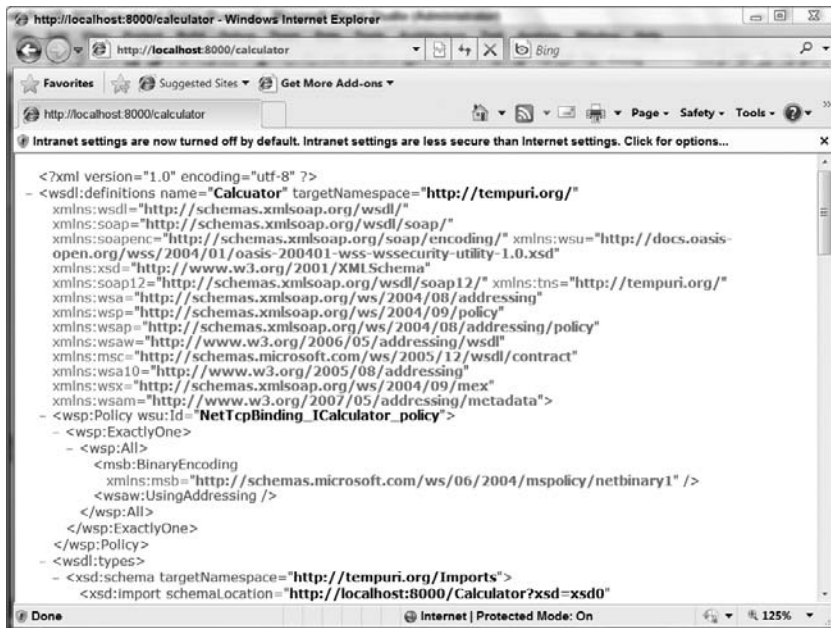 http://localhost:8000/calculator - Windows Internet Explorer
http://localhost:8000/calculator
Bing
Favorites Suggested Sites Get More Add-ons
http://localhost:8000/calculator
Page Safety Tools
Intranet settings are now turned off by default. Intranet settings are less secure than Internet settings. Click for options...
<?xml version="1.0" encoding="utf-8" ?>
- <wsdl:definitions name="Calcuator" targetNamespace="http://tempuri.org/"
xmlns:wsdl="http://schemas.xmlsoap.org/wsdl/"
xmlns:soap="http://schemas.xmlsoap.org/wsdl/soap/"
xmlns:soapenc="http://schemas.xmlsoap.org/soap/encoding/" xmlns:wsu="http://docs.oasis-
open.org/wss/2004/01/oasis-200401-wss-wssecurity-utility-1.0.xsd"
xmlns:xsd="http://www.w3.org/2001/XMLSchema"
xmlns:soap12="http://schemas.xmlsoap.org/wsdl/soap12/" xmlns:tns="http://tempuri.org/"
xmlns:wsa="http://schemas.xmlsoap.org/ws/2004/08/addressing"
xmlns:wsp="http://schemas.xmlsoap.org/ws/2004/09/policy"
xmlns:wsap="http://schemas.xmlsoap.org/ws/2004/08/addressing/policy"
xmlns:wsaw="http://www.w3.org/2006/05/addressing/wsdl"
xmlns:msc="http://schemas.microsoft.com/ws/2005/12/wsdl/contract"
xmlns:wsa10="http://www.w3.org/2005/08/addressing"
xmlns:wsx="http://schemas.xmlsoap.org/ws/2004/09/mex"
xmlns:wsam="http://www.w3.org/2007/05/addressing/metadata">
- <wsp:Policy wsu:Id="NetTcpBinding_ICalculator_policy">
- <wsp:ExactlyOne>
- <wsp:All>
<msb:BinaryEncoding
xmlns:msb="http://schemas.microsoft.com/ws/06/2004/mspolicy/netbinary1" />
<wsaw:UsingAddressing />
</wsp:All>
</wsp:ExactlyOne>
</wsp:Policy>
- <wsdl:types>
- <xsd:schema targetNamespace="http://tempuri.org/Imports">
<xsd:import schemaLocation="http://localhost:8000/Calculator?xsd=xsd0"
Done Internet | Protected Mode: On 125%